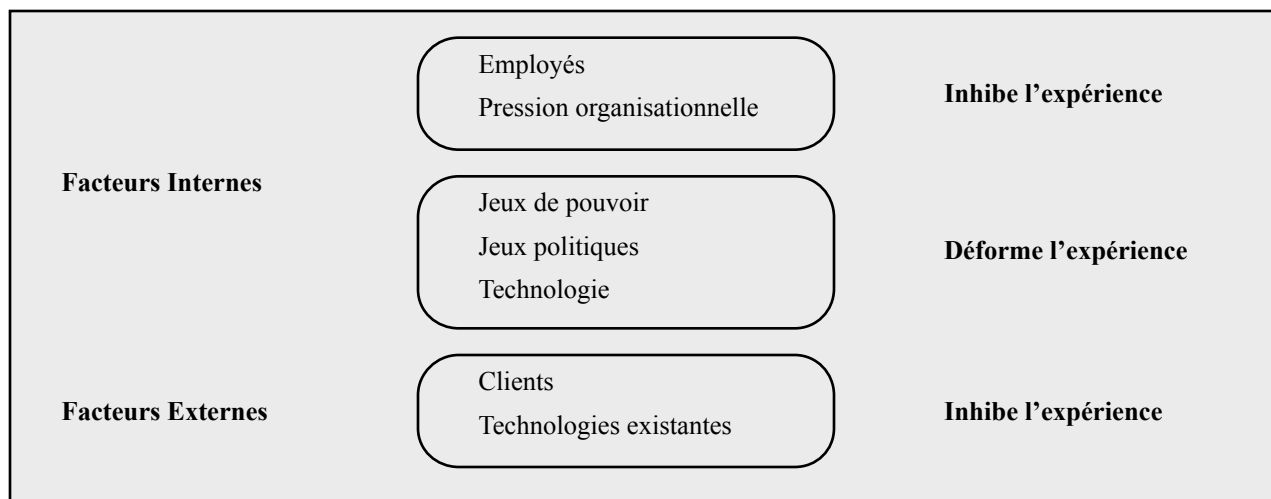 Employés
Pression organisationnelle
Inhibe l’expérience
Facteurs Internes
Jeux de pouvoir
Jeux politiques
Technologie
Déforme l’expérience
Clients
Technologies existantes
Facteurs Externes
Inhibe l’expérience